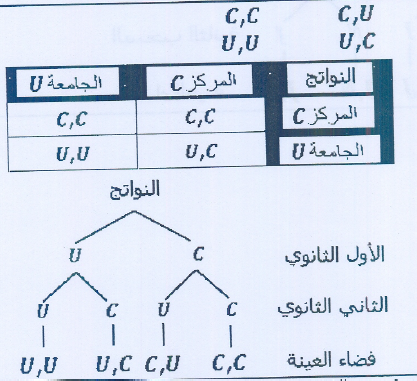 C,U C,C
U,C U,U
النواتج المركز C الجامعة U
المركز C C,C C,C
الجامعة U U,C U,U
النواتج
الأول الثانوي C U
الثاني الثانوي C U C U
فضاء العينة C,C C,U U,C U,U